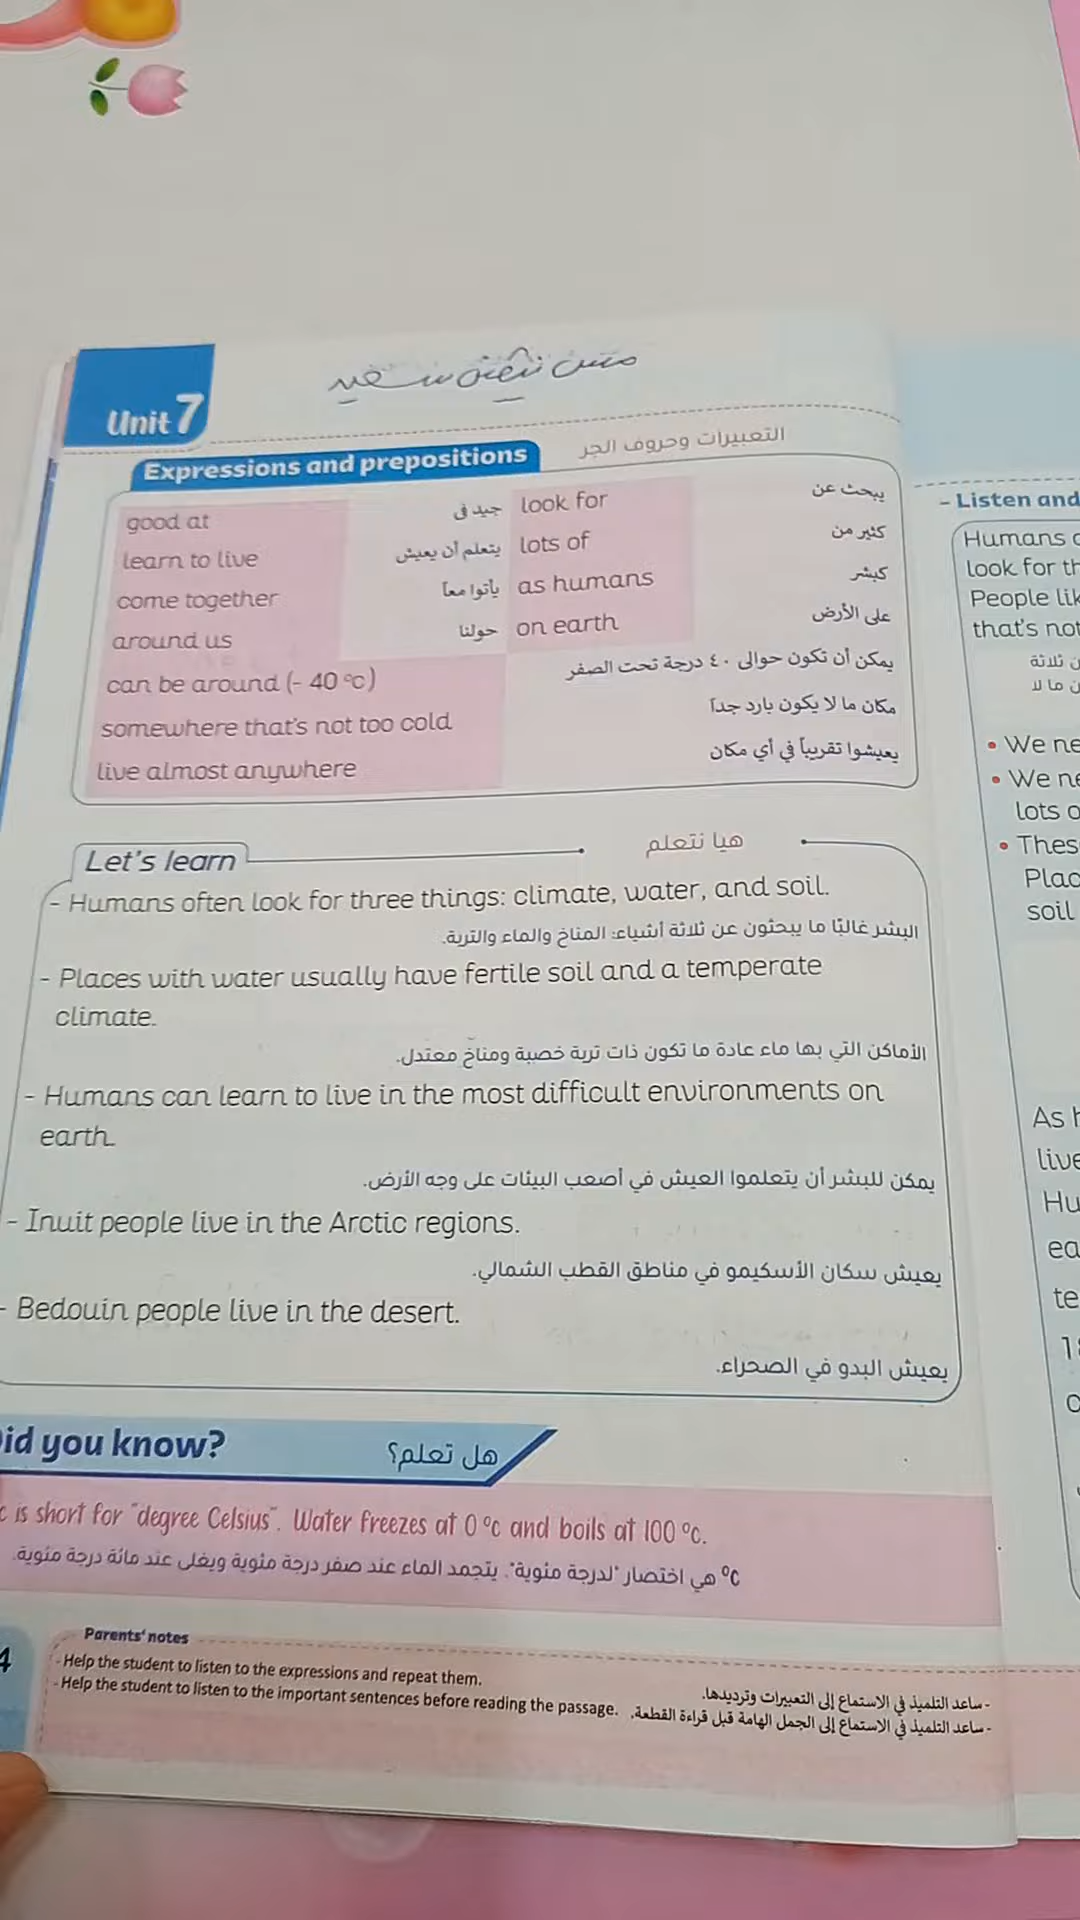 Unit 7
Expressions and prepositions التعبيرات وحروف الجر
good at جيد فى look for يبحث عن
learn to live يتعلم أن يعيش lots of كثير من
come together يأتوا معاً as humans كبشر
around us حولنا on earth على الأرض
can be around (- 40 °c) يمكن أن تكون حوالى ٤٠ درجة تحت الصفر
somewhere that's not too cold مكان ما لا يكون بارد جداً
live almost anywhere يعيشوا تقريباً في أي مكان
Let's learn هيا نتعلم
- Humans often look for three things: climate, water, and soil.
البشر غالبًا ما يبحثون عن ثلاثة أشياء: المناخ والماء والتربة.
- Places with water usually have fertile soil and a temperate
climate.
الأماكن التي بها ماء عادة ما تكون ذات تربة خصبة ومناخ معتدل.
- Humans can learn to live in the most difficult environments on
earth.
يمكن للبشر أن يتعلموا العيش في أصعب البيئات على وجه الأرض.
- Inuit people live in the Arctic regions.
يعيش سكان الأسكيمو في مناطق القطب الشمالي.
- Bedouin people live in the desert.
يعيش البدو في الصحراء.
id you know? هل تعلم؟
c is short for "degree Celsius". Water freezes at 0 °c and boils at 100 °c.
°C هي اختصار "لدرجة مئوية". يتجمد الماء عند صفر درجة مئوية ويغلى عند مائة درجة مئوية.
4
Parents' notes
- Help the student to listen to the expressions and repeat them.
- ساعد التلميذ في الاستماع إلى التعبيرات وترديدها.
- Help the student to listen to the important sentences before reading the passage.
- ساعد التلميذ في الاستماع إلى الجمل الهامة قبل قراءة القطعة.
- Listen and
Humans
look for th
People lik
that's not
ثلاثة
ما لا
• We ne
• We ne
lots o
• Thes
Plac
soil
As h
live
Hu
ea
te